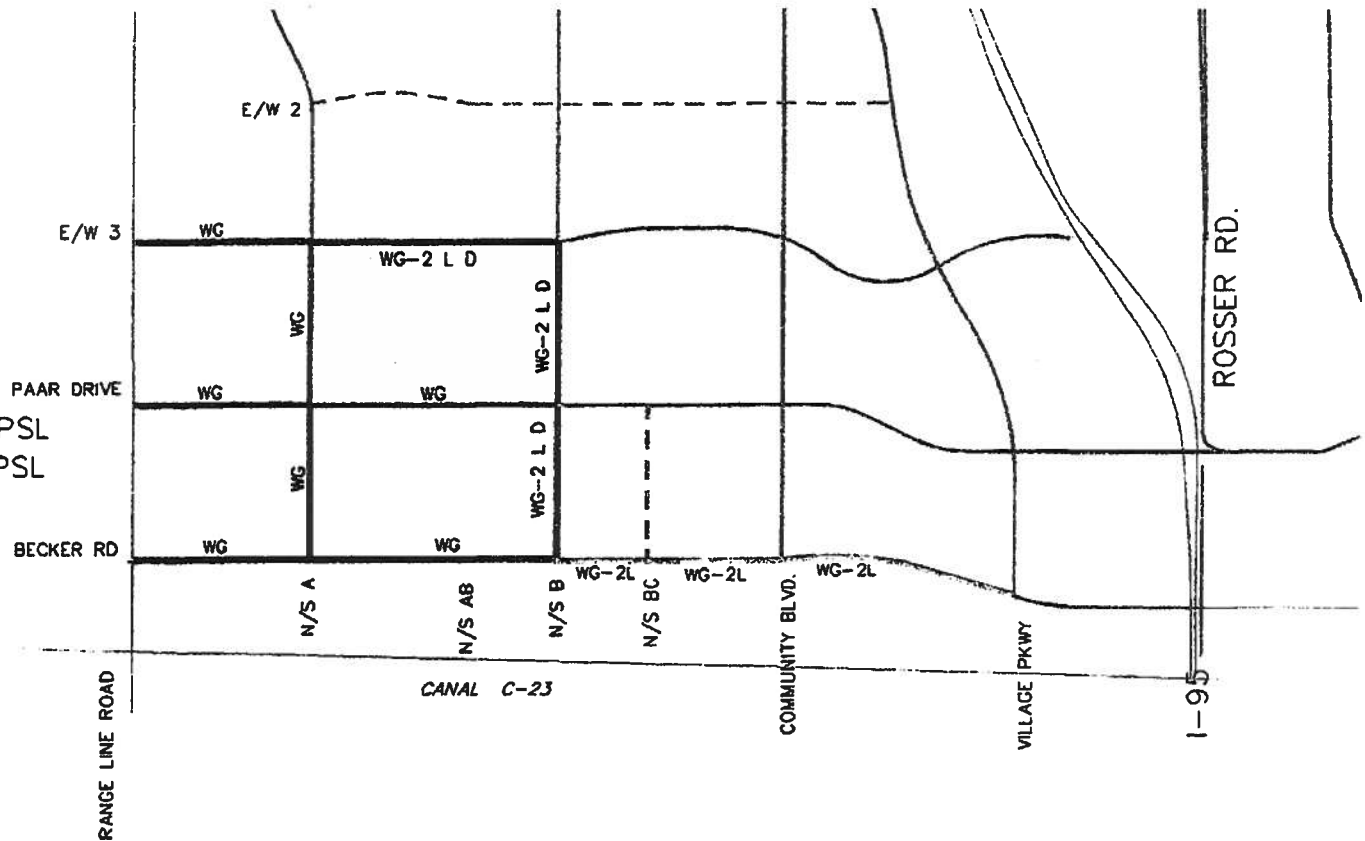 E/W 2
E/W 3
WG
WG-2 L D
WG
WG-2 L D
ROSSER RD.
PAAR DRIVE
WG
WG
PSL
PSL
WG
WG-2 L D
BECKER RD
WG
WG
WG-2L
WG-2L
WG-2L
N/S A
N/S AB
N/S B
N/S BC
COMMUNITY BLVD.
VILLAGE PKWY
I-95
CANAL C-23
RANGE LINE ROAD